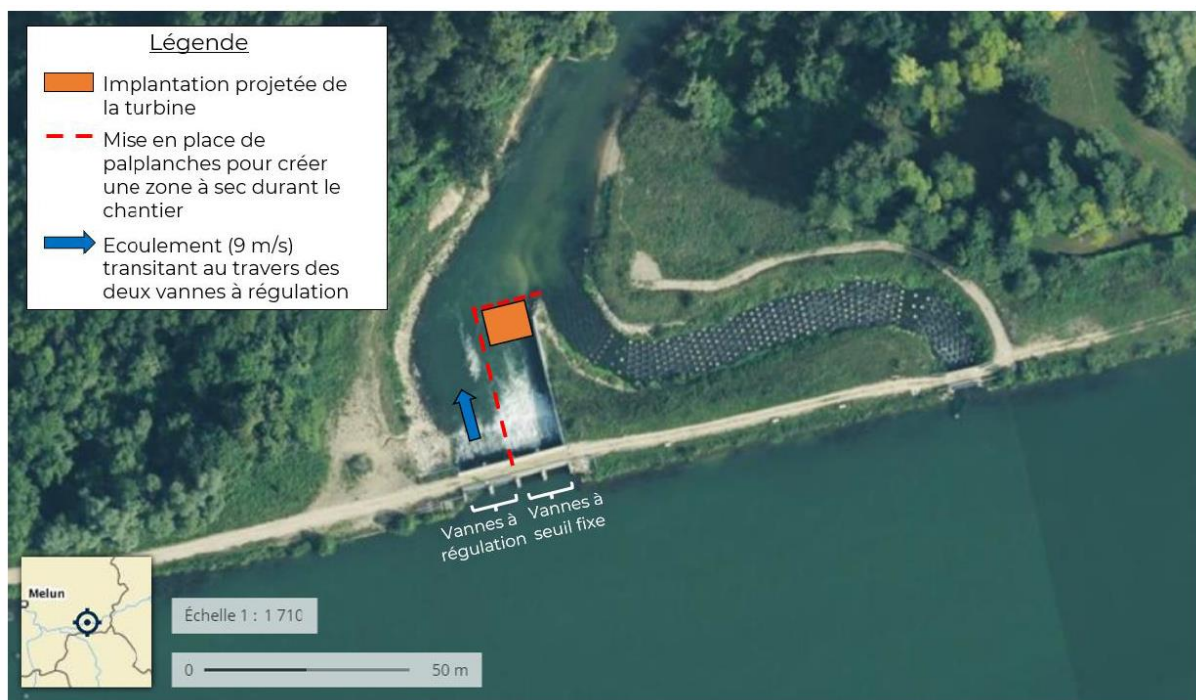 Légende
Implantation projetée de
la turbine
Mise en place de
palplanches pour créer
une zone à sec durant le
chantier
Ecoulement (9 m/s)
transitant au travers des
deux vannes à régulation
Vannes à
régulation
Vannes à
seuil fixe
Melun
Échelle 1 : 1 710
0
50 m